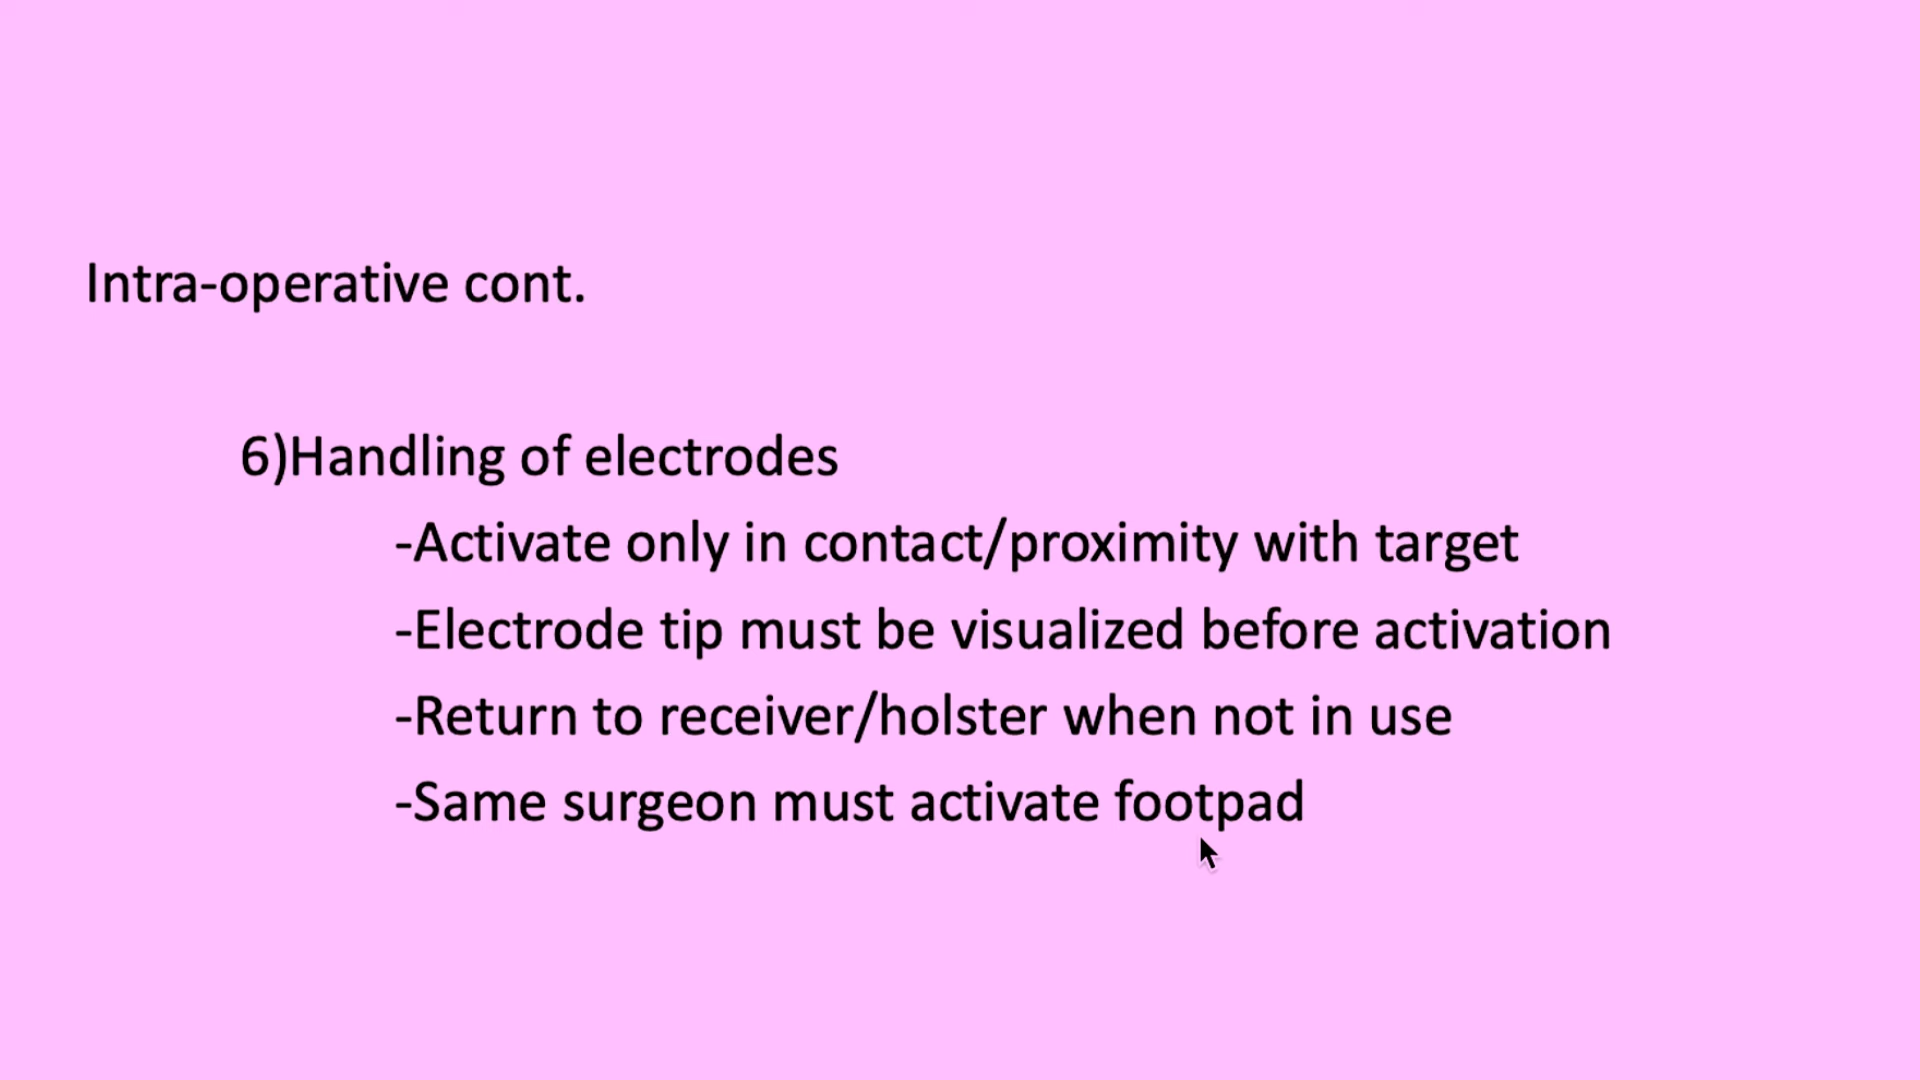 Intra-operative cont.
6)Handling of electrodes
-Activate only in contact/proximity with target
-Electrode tip must be visualized before activation
-Return to receiver/holster when not in use
-Same surgeon must activate footpad